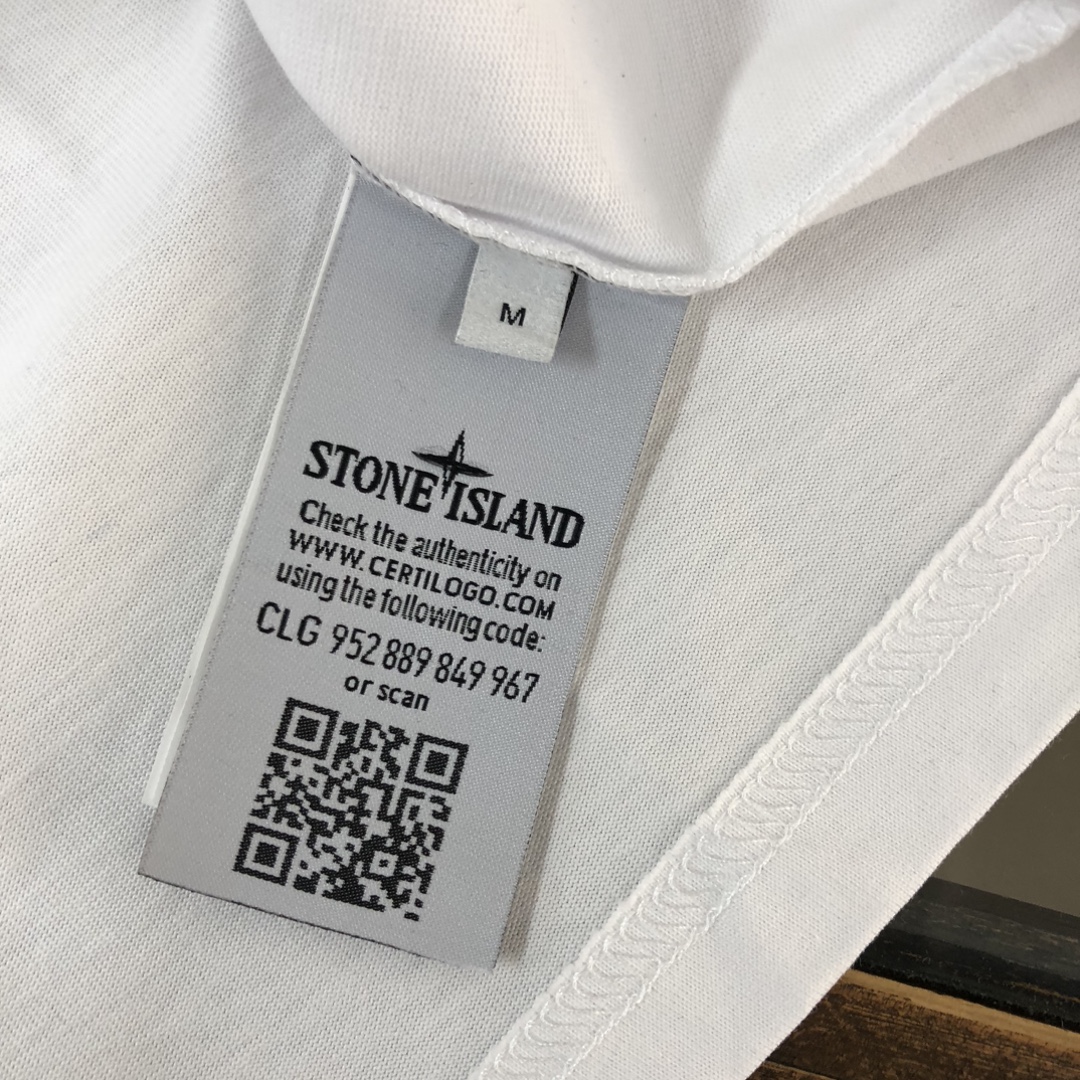 M
STONE ISLAND
Check the authenticity on
WWW.CERTILOGO.COM
using the following code:
CLG 952 889 849 967
or scan